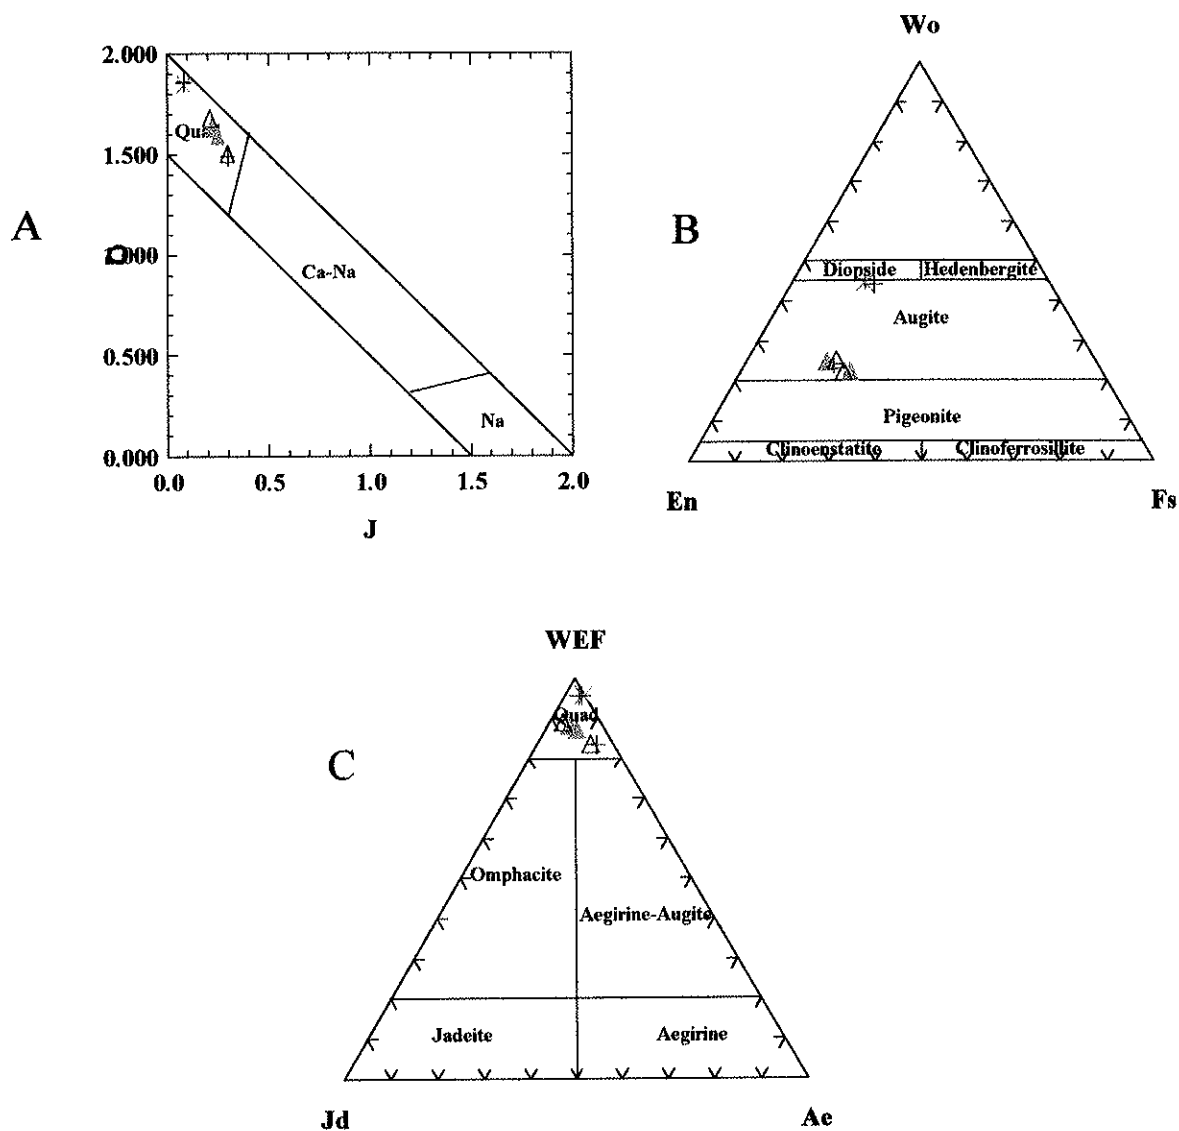 A
2.000
1.500
1.000
0.500
0.000
Q
Quad
Ca-Na
Na
0.0 0.5 1.0 1.5 2.0
J
B
Wo
Diopside Hedenbergite
Augite
Pigeonite
Clinoenstatite Clinoferrosilite
En Fs
C
WEF
Quad
Omphacite
Aegirine-Augite
Jadeite Aegirine
Jd Ae